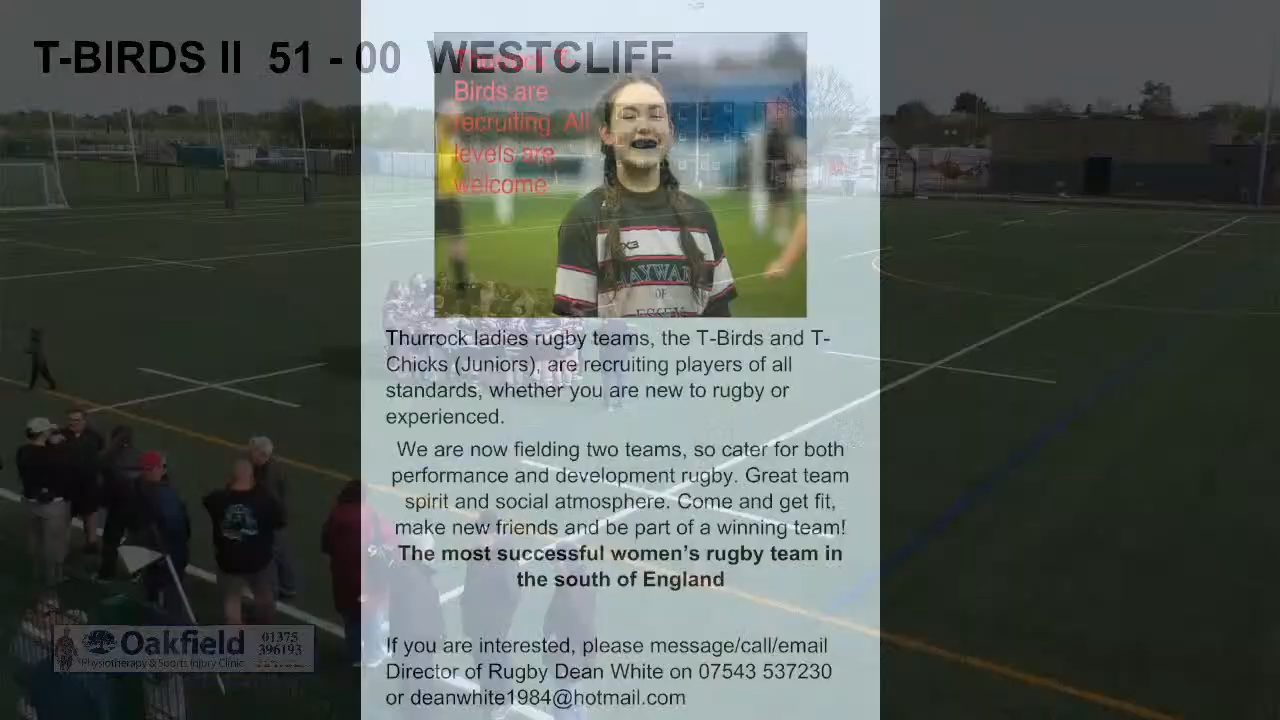 T-BIRDS II 51 - 00 WESTCLIFF
Thurrock T-
Birds are
recruiting. All
levels are
welcome
MAYWAY
OF
ESSEX
Thurrock ladies rugby teams, the T-Birds and T-
Chicks (Juniors), are recruiting players of all
standards, whether you are new to rugby or
experienced.
We are now fielding two teams, so cater for both
performance and development rugby. Great team
spirit and social atmosphere. Come and get fit,
make new friends and be part of a winning team!
The most successful women's rugby team in
the south of England
If you are interested, please message/call/email
Director of Rugby Dean White on 07543 537230
or deanwhite1984@hotmail.com
Oakfield
Physiotherapy & Sports Injury Clinic
01375
396193